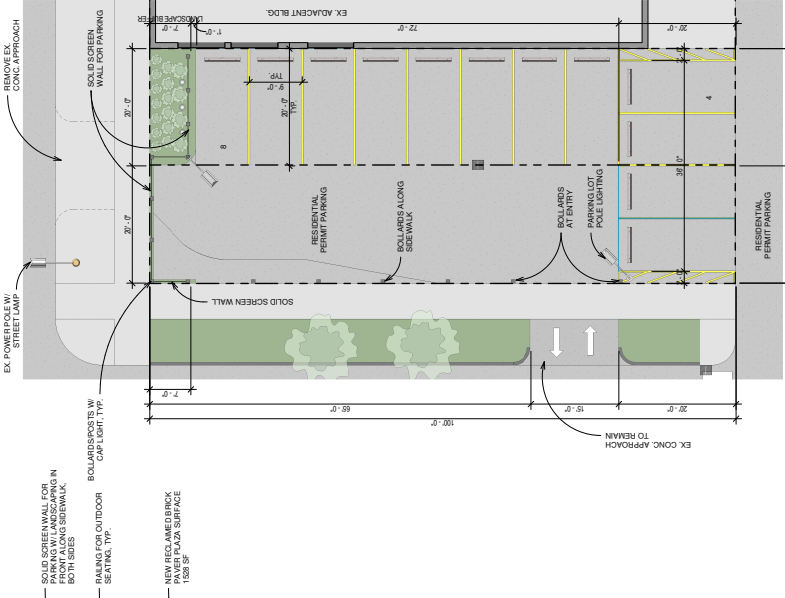 REMOVE EX.
CONC. APPROACH
SOLID SCREEN
WALL FOR PARKING
LANDSCAPE BUFFER
7' - 0"
1' - 0"
EX. ADJACENT BLDG.
72' - 0"
20' - 0"
EX. POWER POLE W/
STREET LAMP
20' - 0"
20' - 0"
TYP.
9' - 0"
TYP.
8
4
36' - 0"
RESIDENTIAL
PERMIT PARKING
BOLLARDS ALONG
SIDEWALK
BOLLARDS
AT ENTRY
PARKING LOT
POLE LIGHTING
RESIDENTIAL
PERMIT PARKING
SOLID SCREEN WALL
BOLLARDS/POSTS W/
CAP LIGHT, TYP.
7' - 0"
65' - 0"
15' - 0"
20' - 0"
100' - 0"
EX. CONC. APPROACH
TO REMAIN
SOLID SCREEN WALL FOR
PARKING W/ LANDSCAPING IN
FRONT ALONG SIDEWALK,
BOTH SIDES
RAILING FOR OUTDOOR
SEATING, TYP.
NEW RECLAIMED BRICK
PAVER PLAZA SURFACE
1528 SF